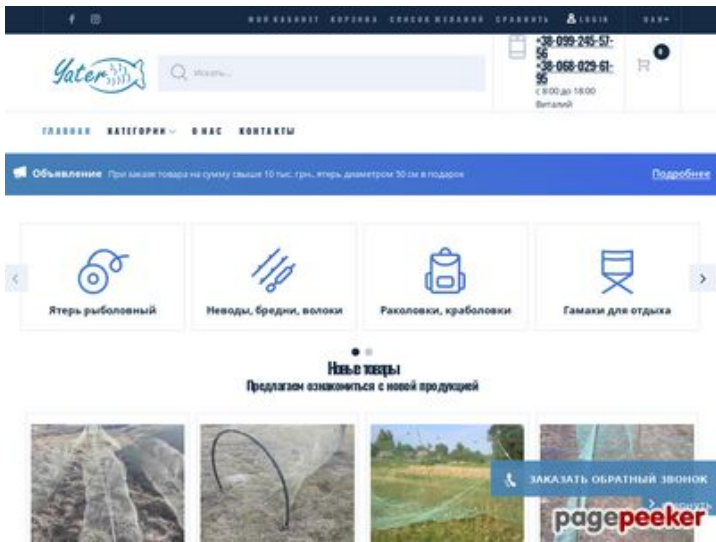 МОЙ КАБИНЕТ КОРЗИНА СПИСОК ЖЕЛАНИЙ СРАВНИТЬ LOGIN UAH
Yater
Искать...
+38-099-245-57-
56
+38-068-029-61-
95
с 8:00 до 18:00
Виталий
0
ГЛАВНАЯ КАТЕГОРИИ О НАС КОНТАКТЫ
Объявление При заказе товара на сумму свыше 10 тыс. грн., ятерь диаметром 50 см в подарок Подробнее
Ятерь рыболовный Неводы, бредни, волоки Раколовки, краболовки Гамаки для отдыха
Новые товары
Предлагаем ознакомиться с новой продукцией
ЗАКАЗАТЬ ОБРАТНЫЙ ЗВОНОК
pagepeeker